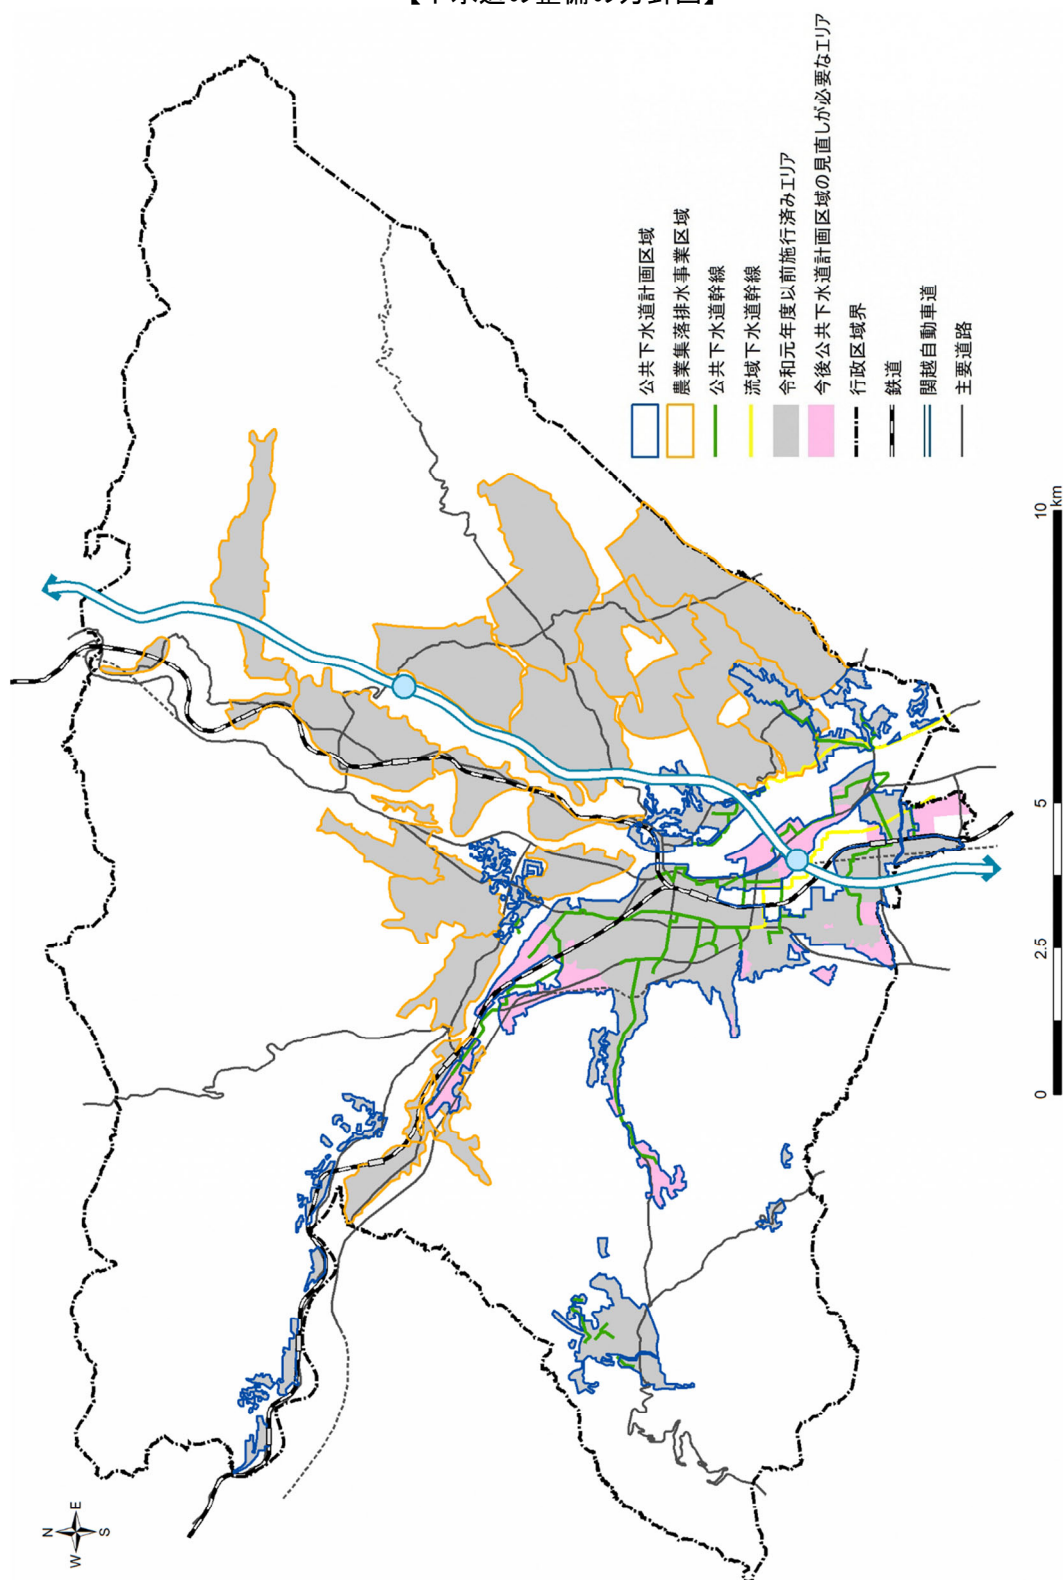 【下水道の整備の方針図】
公共下水道計画区域
農業集落排水事業区域
公共下水道幹線
流域下水道幹線
令和元年度以前施行済みエリア
今後公共下水道計画区域の見直しが必要なエリア
行政区域界
鉄道
関越自動車道
主要道路
0
2.5
5
10
km
N
E
S
W